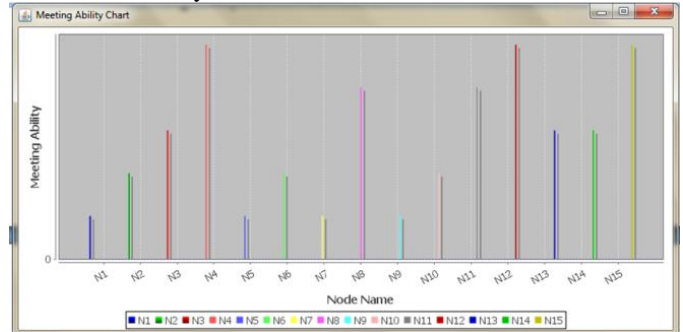 Meeting Ability Chart
Meeting Ability
0
N1 N2 N3 N4 N5 N6 N7 N8 N9 N10 N11 N12 N13 N14 N15
Node Name
N1 N2 N3 N4 N5 N6 N7 N8 N9 N10 N11 N12 N13 N14 N15